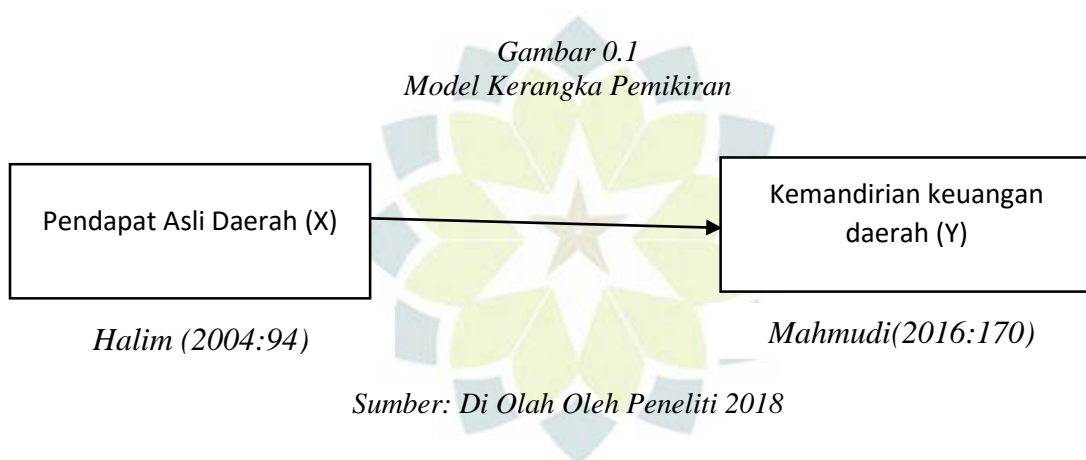 Gambar 0.1
Model Kerangka Pemikiran
Pendapat Asli Daerah (X)
Kemandirian keuangan
daerah (Y)
Halim (2004:94)
Mahmudi(2016:170)
Sumber: Di Olah Oleh Peneliti 2018